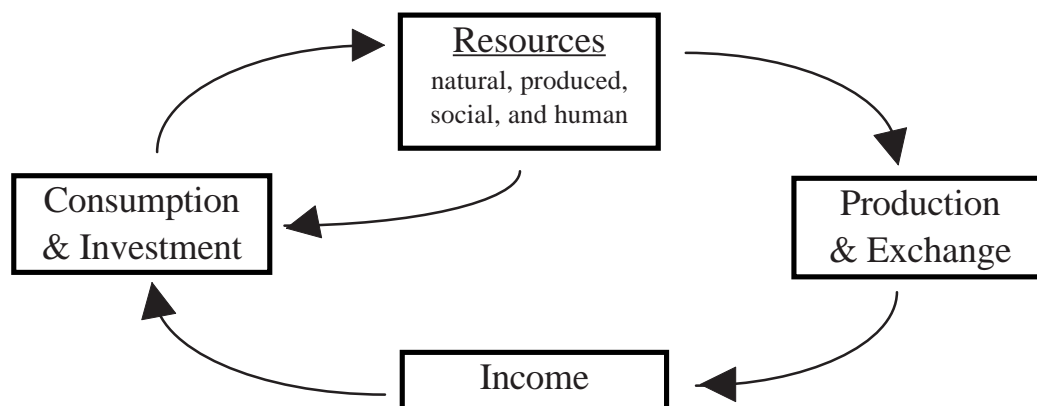 Resources
natural, produced,
social, and human
Consumption
& Investment
Production
& Exchange
Income